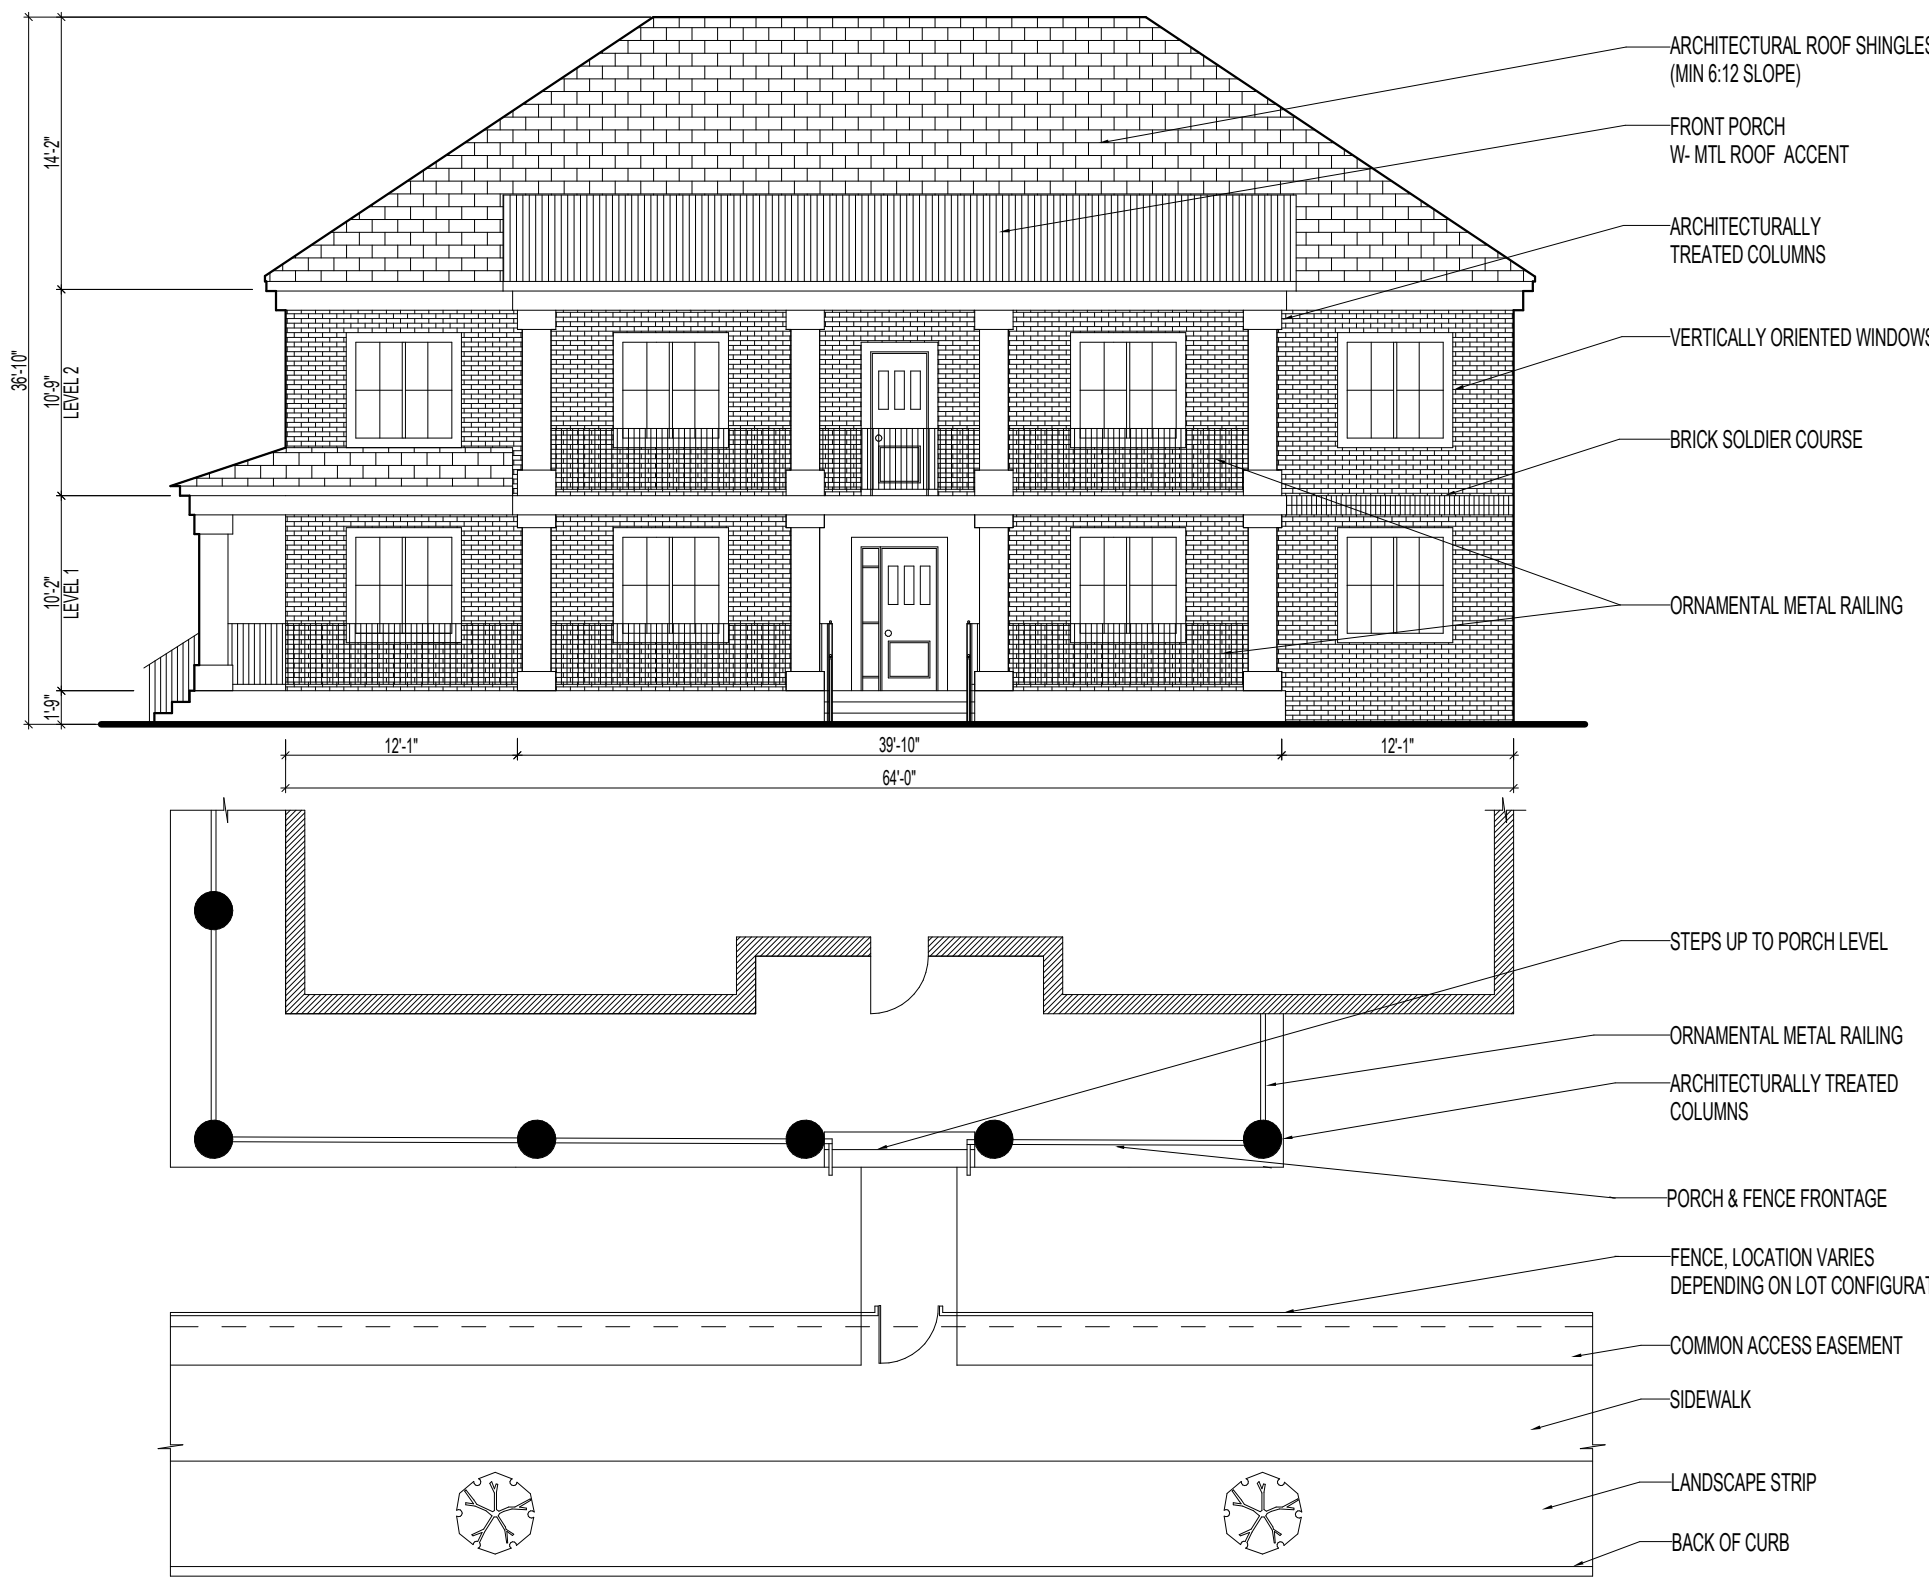 ARCHITECTURAL ROOF SHINGLES
(MIN 6:12 SLOPE)
FRONT PORCH
W- MTL ROOF ACCENT
ARCHITECTURALLY
TREATED COLUMNS
VERTICALLY ORIENTED WINDOWS
BRICK SOLDIER COURSE
ORNAMENTAL METAL RAILING
36'-10"
14'-2"
10'-9"
LEVEL 2
10'-2"
LEVEL 1
1'-9"
12'-1"
39'-10"
12'-1"
64'-0"
STEPS UP TO PORCH LEVEL
ORNAMENTAL METAL RAILING
ARCHITECTURALLY TREATED
COLUMNS
PORCH & FENCE FRONTAGE
FENCE, LOCATION VARIES
DEPENDING ON LOT CONFIGURAT
COMMON ACCESS EASEMENT
SIDEWALK
LANDSCAPE STRIP
BACK OF CURB